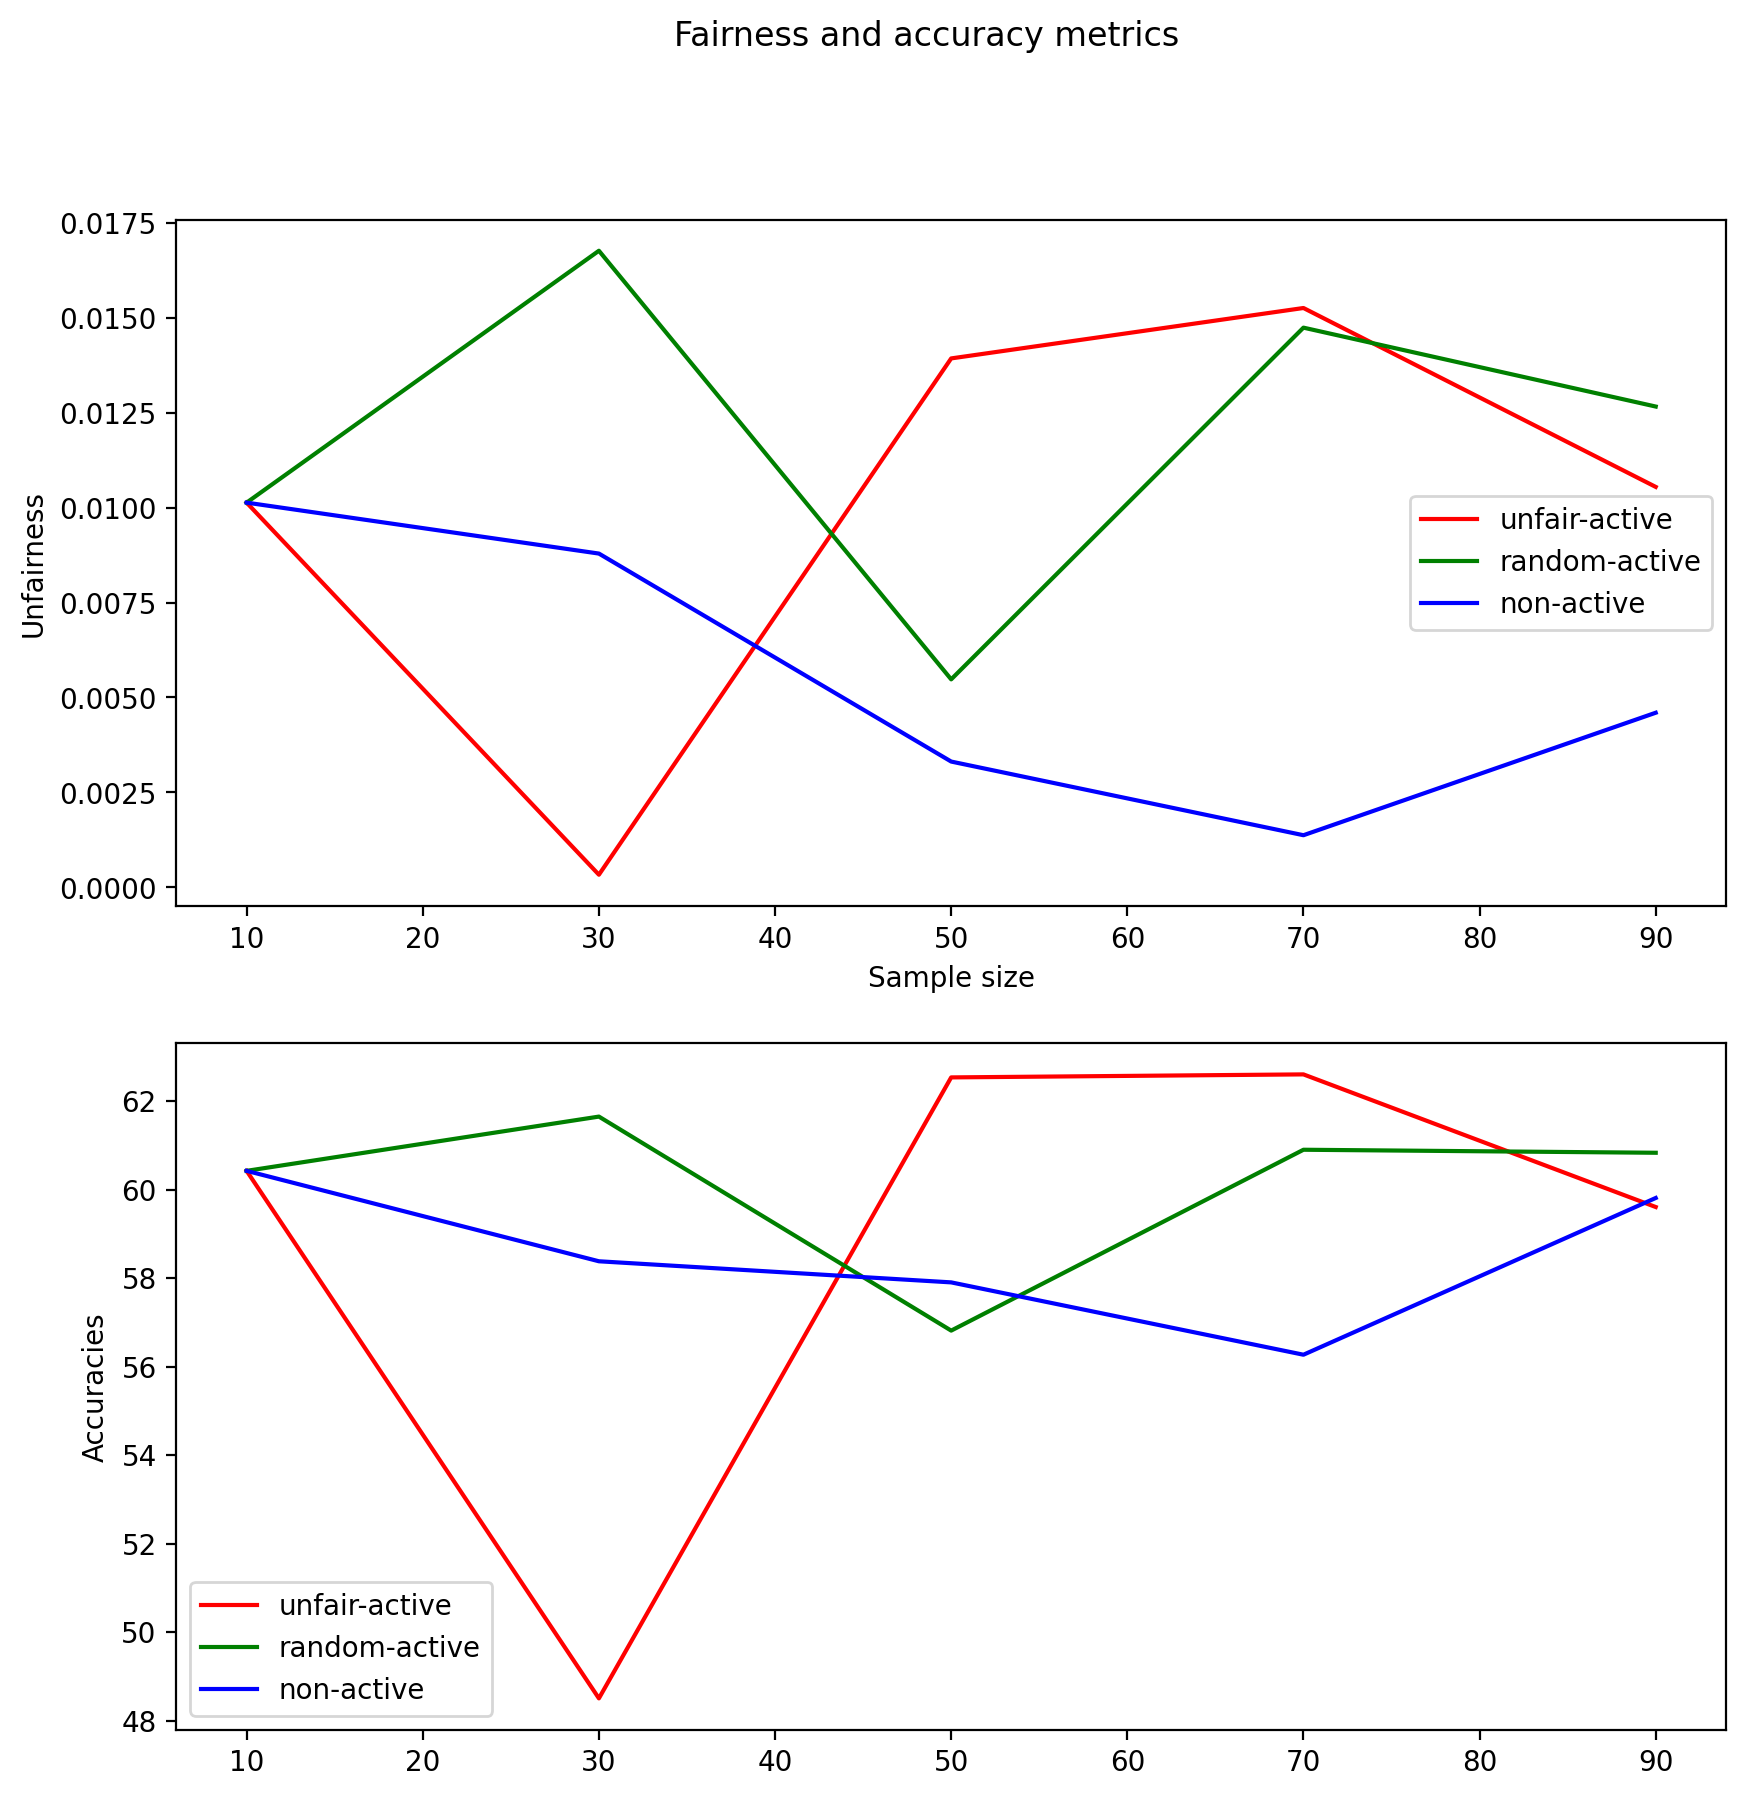 Fairness and accuracy metrics
0.0175
0.0150
0.0125
0.0100
0.0075
0.0050
0.0025
0.0000
Unfairness
unfair-active
random-active
non-active
10 20 30 40 50 60 70 80 90
Sample size
62
60
58
56
54
52
50
48
Accuracies
unfair-active
random-active
non-active
10 20 30 40 50 60 70 80 90